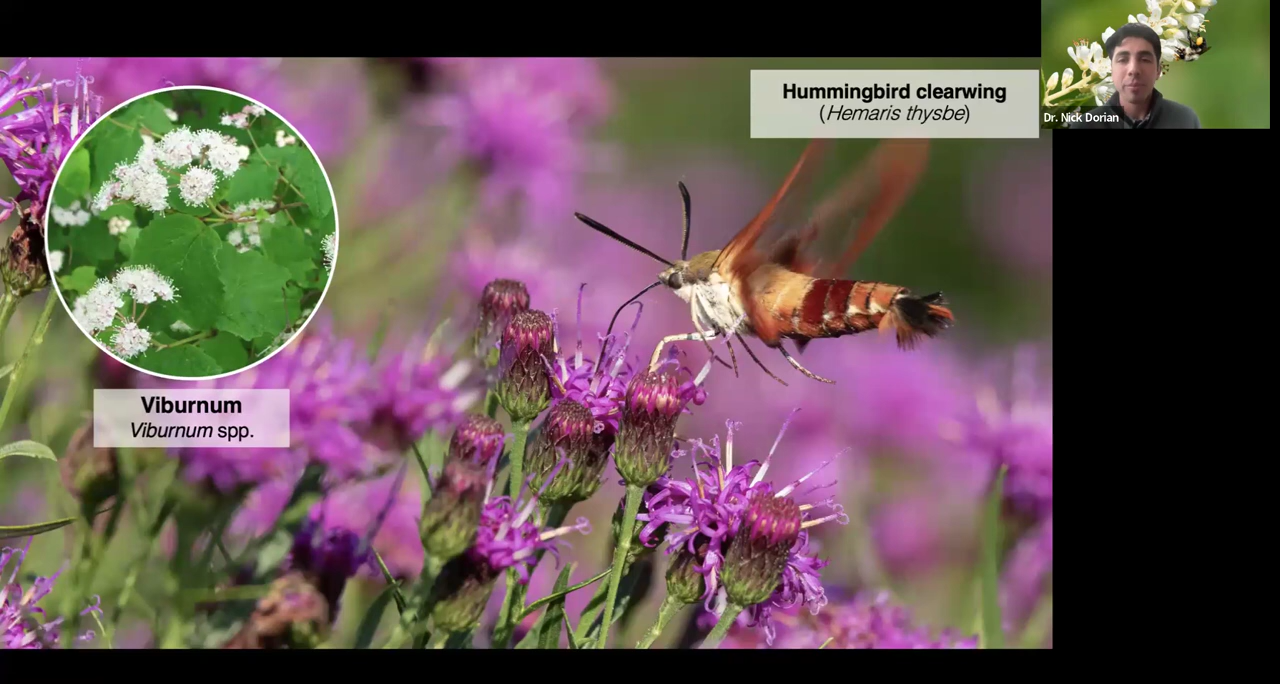 Hummingbird clearwing
(Hemaris thysbe)
Dr. Nick Dorian
Viburnum
Viburnum spp.